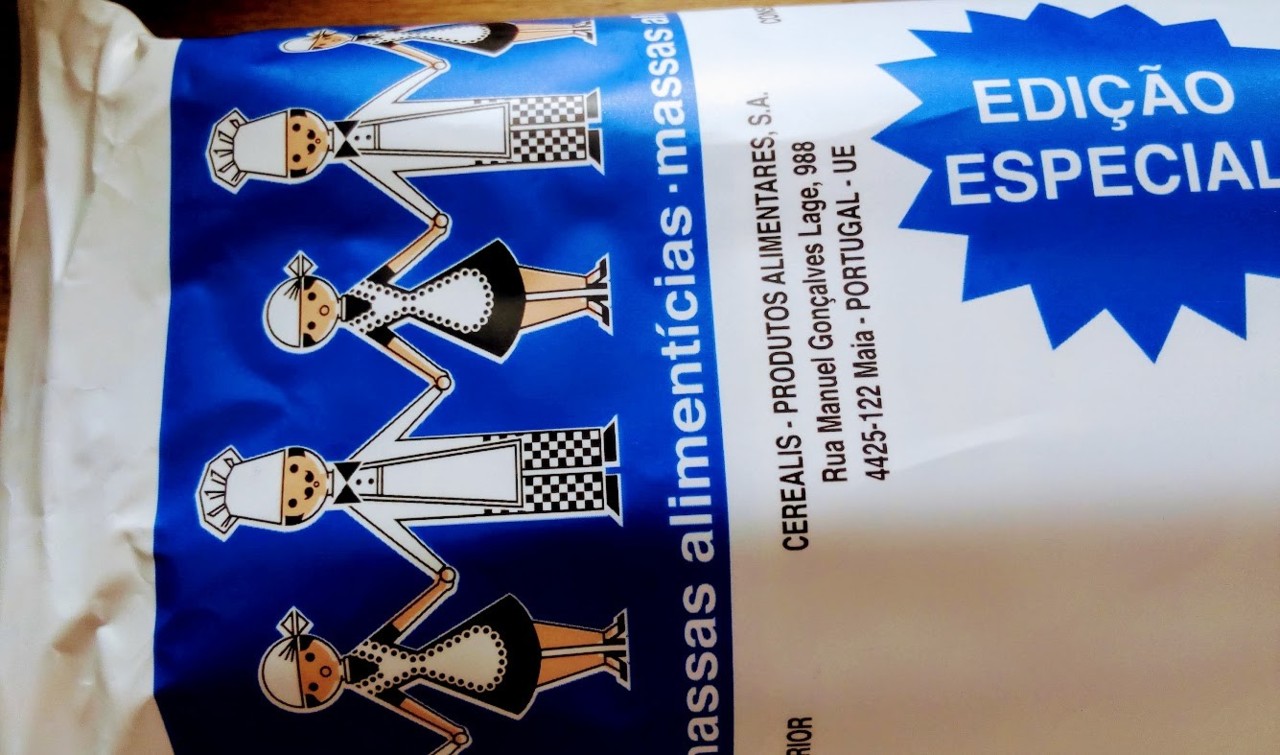 massas alimentícias · massas
CEREALIS - PRODUTOS ALIMENTARES, S.A.
Rua Manuel Gonçalves Lage, 988
4425-122 Maia - PORTUGAL - UE
EDIÇÃO
ESPECIAL